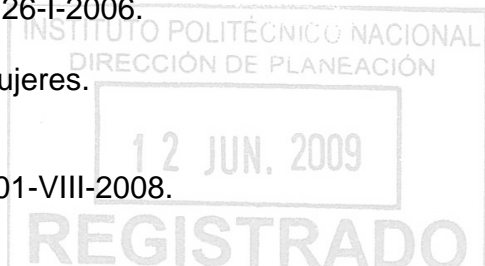 26-I-2006.
INSTITUTO POLITÉCNICO NACIONAL
DIRECCIÓN DE PLANEACIÓN
ujeres.
12 JUN. 2009
01-VIII-2008.
REGISTRADO